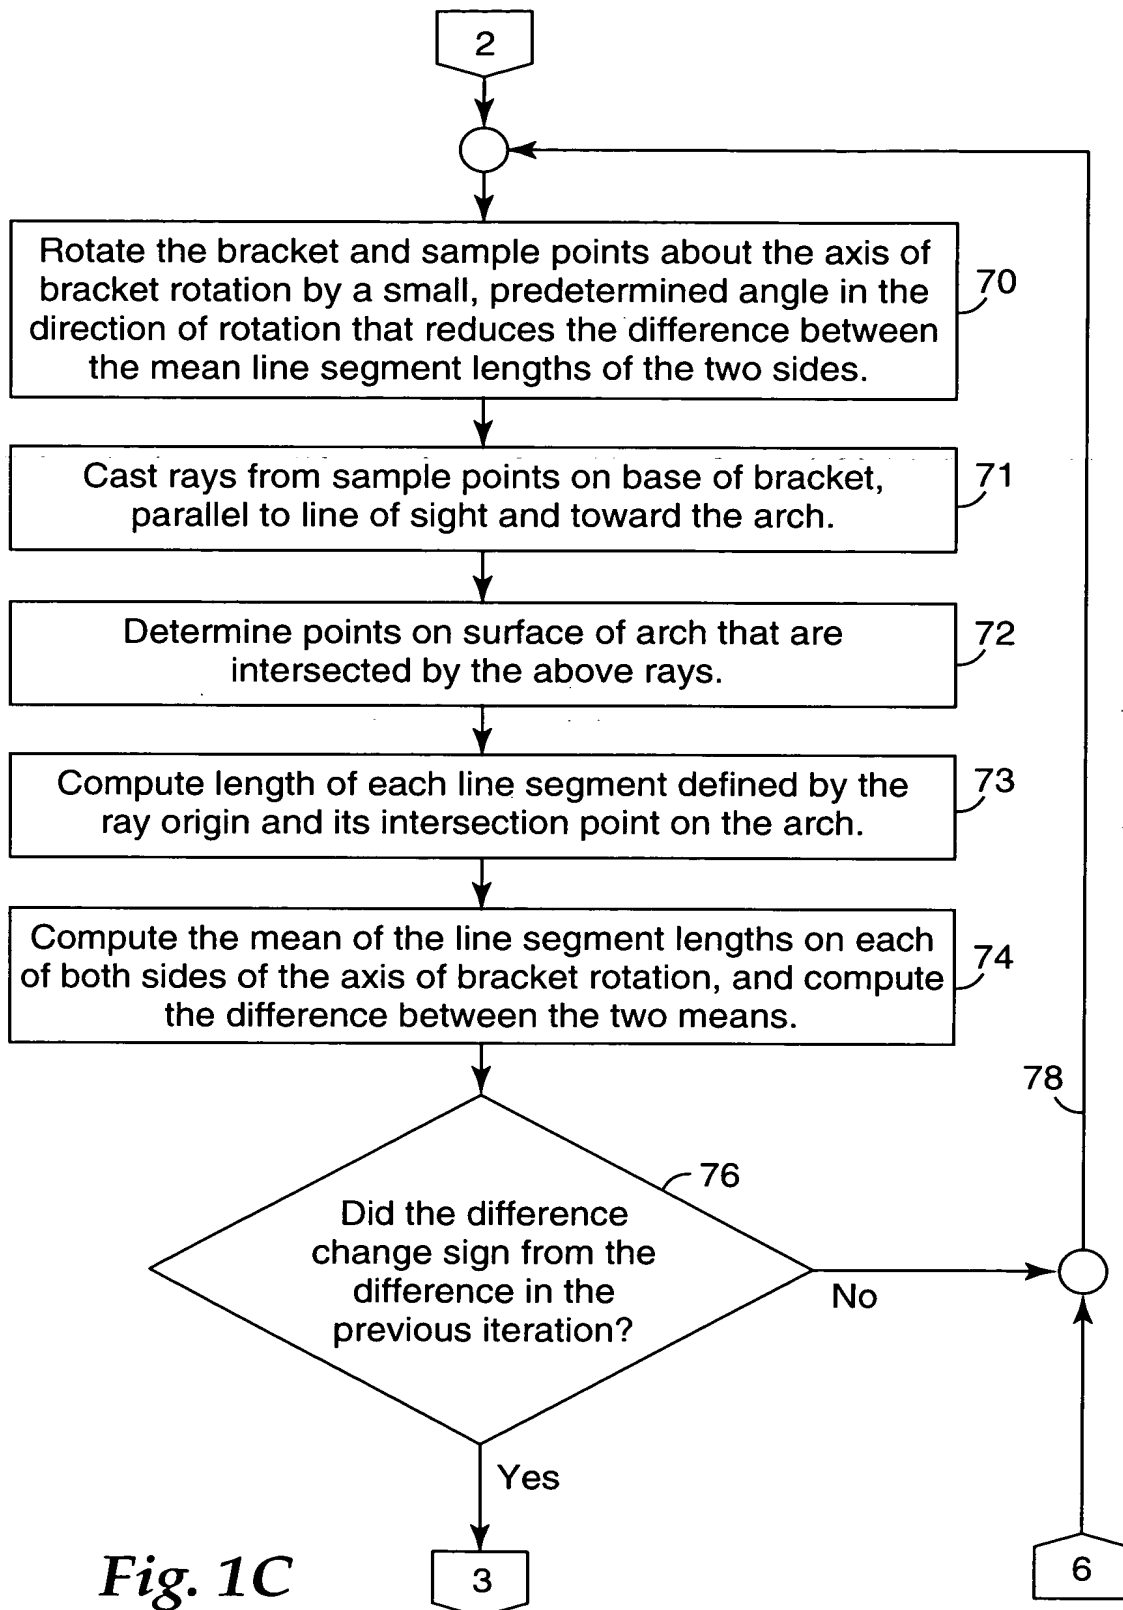 2
Rotate the bracket and sample points about the axis of
bracket rotation by a small, predetermined angle in the
direction of rotation that reduces the difference between
the mean line segment lengths of the two sides.
70
Cast rays from sample points on base of bracket,
parallel to line of sight and toward the arch.
71
Determine points on surface of arch that are
intersected by the above rays.
72
Compute length of each line segment defined by the
ray origin and its intersection point on the arch.
73
Compute the mean of the line segment lengths on each
of both sides of the axis of bracket rotation, and compute
the difference between the two means.
74
78
76
Did the difference
change sign from the
difference in the
previous iteration?
No
Yes
Fig. 1C
3
6